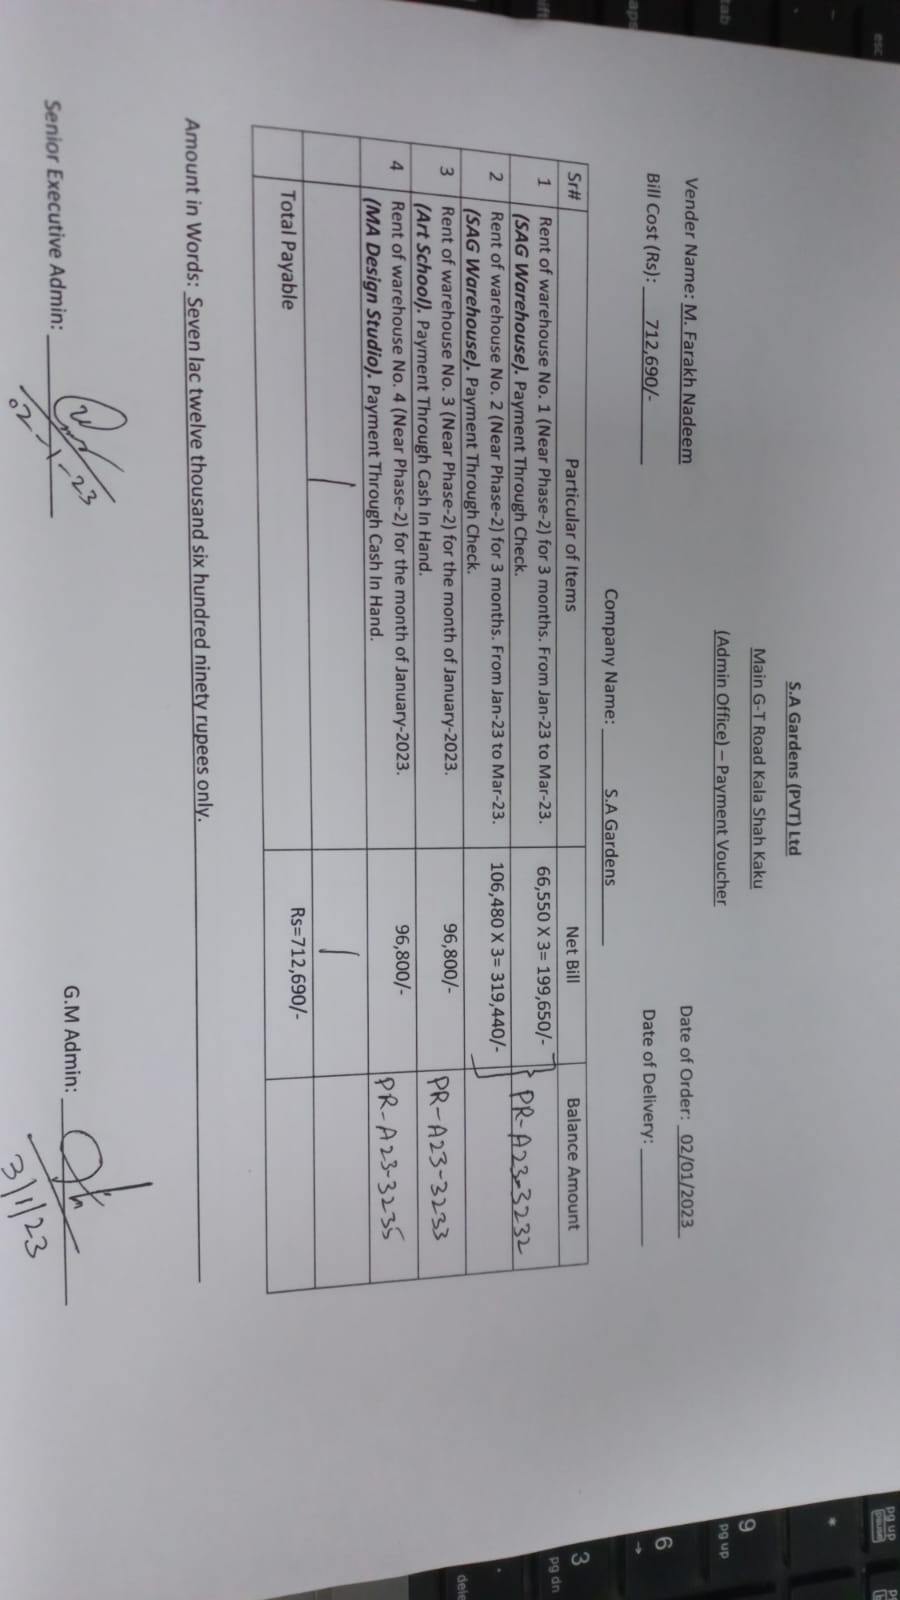 S.A Gardens (PVT) Ltd
Main G-T Road Kala Shah Kaku
(Admin Office) – Payment Voucher
Vender Name: M. Farakh Nadeem Date of Order: 02/01/2023
Bill Cost (Rs): 712,690/- Date of Delivery:
Company Name: S.A Gardens
Sr# Particular of Items Net Bill Balance Amount
1 Rent of warehouse No. 1 (Near Phase-2) for 3 months. From Jan-23 to Mar-23. 66,550 X 3= 199,650/- PR-A23-3232
(SAG Warehouse). Payment Through Check.
2 Rent of warehouse No. 2 (Near Phase-2) for 3 months. From Jan-23 to Mar-23. 106,480 X 3= 319,440/-
(SAG Warehouse). Payment Through Check.
3 Rent of warehouse No. 3 (Near Phase-2) for the month of January-2023. 96,800/- PR-A23-3233
(Art School). Payment Through Cash In Hand.
4 Rent of warehouse No. 4 (Near Phase-2) for the month of January-2023. 96,800/- PR-A23-3235
(MA Design Studio). Payment Through Cash In Hand.
Total Payable Rs=712,690/-
Amount in Words: Seven lac twelve thousand six hundred ninety rupees only.
Senior Executive Admin: G.M Admin:
02-1-23 3/1/23
esc
tab
pg up
pause
*
9
pg up
6
→
3
pg dn
.
dele